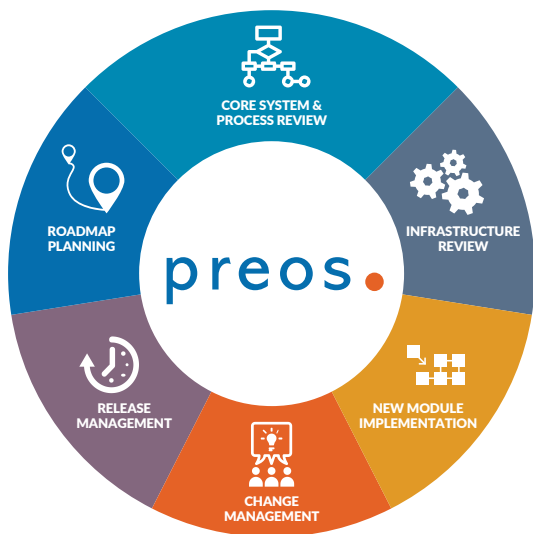 CORE SYSTEM &
PROCESS REVIEW
ROADMAP
PLANNING
INFRASTRUCTURE
REVIEW
preos.
RELEASE
MANAGEMENT
NEW MODULE
IMPLEMENTATION
CHANGE
MANAGEMENT